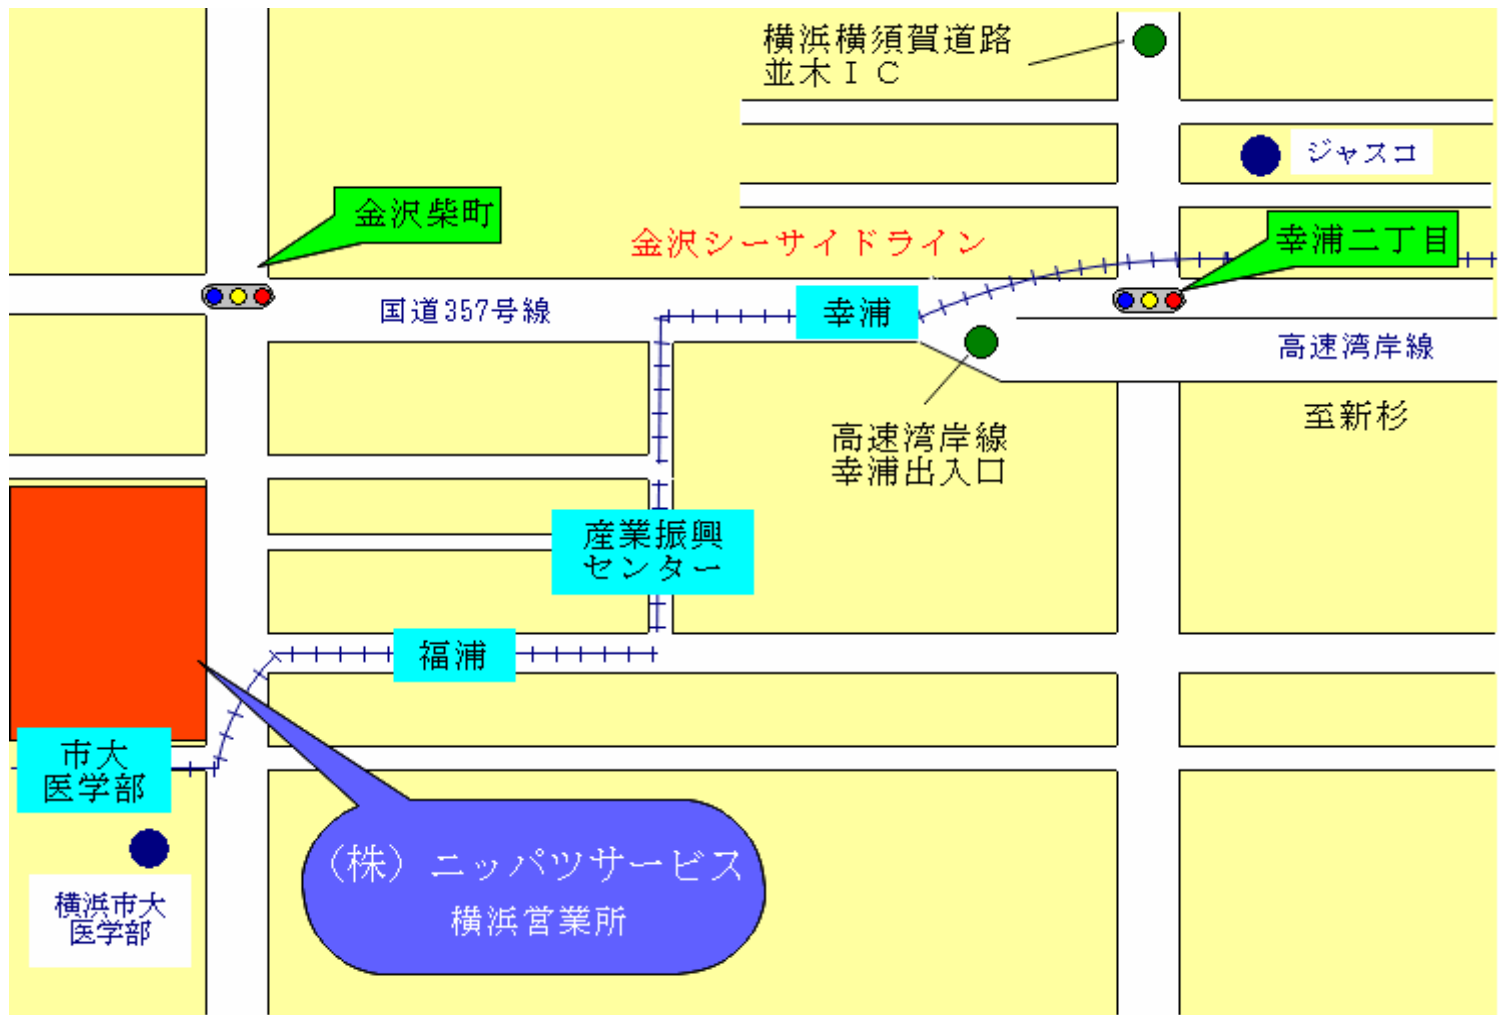 横浜横須賀道路
並木ＩＣ
ジャスコ
金沢柴町
金沢シーサイドライン
幸浦二丁目
国道357号線
幸浦
高速湾岸線
至新杉
高速湾岸線
幸浦出入口
産業振興
センター
福浦
市大
医学部
（株）ニッパツサービス
横浜営業所
横浜市大
医学部